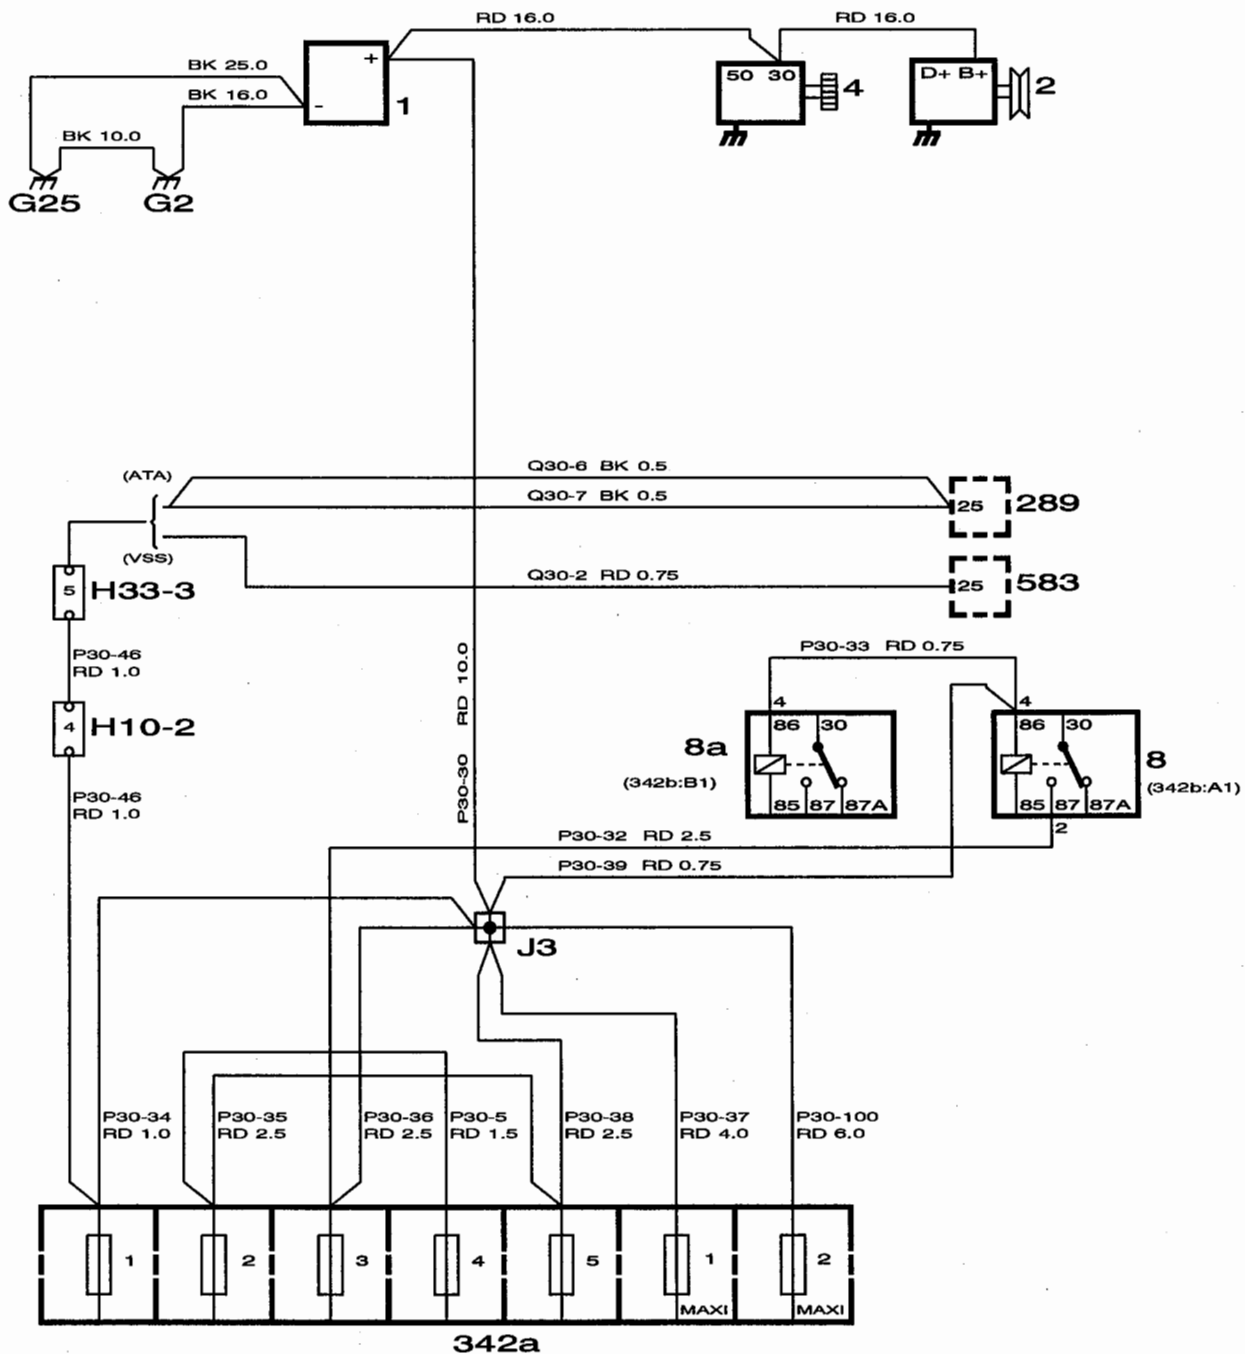 RD 16.0
RD 16.0
BK 25.0
BK 16.0
BK 10.0
+
-
1
50 30
4
D+ B+
2
G25
G2
(ATA)
(VSS)
Q30-6 BK 0.5
Q30-7 BK 0.5
25
289
Q30-2 RD 0.75
25
583
5
H33-3
P30-46
RD 1.0
4
H10-2
P30-46
RD 1.0
P30-30 RD 10.0
P30-33 RD 0.75
4
86 30
8a
(342b:B1)
85 87 87A
4
86 30
8
(342b:A1)
85 87 87A
2
P30-32 RD 2.5
P30-39 RD 0.75
J3
P30-34
RD 1.0
P30-35
RD 2.5
P30-36
RD 2.5
P30-5
RD 1.5
P30-38
RD 2.5
P30-37
RD 4.0
P30-100
RD 6.0
1
2
3
4
5
1
MAXI
2
MAXI
342a